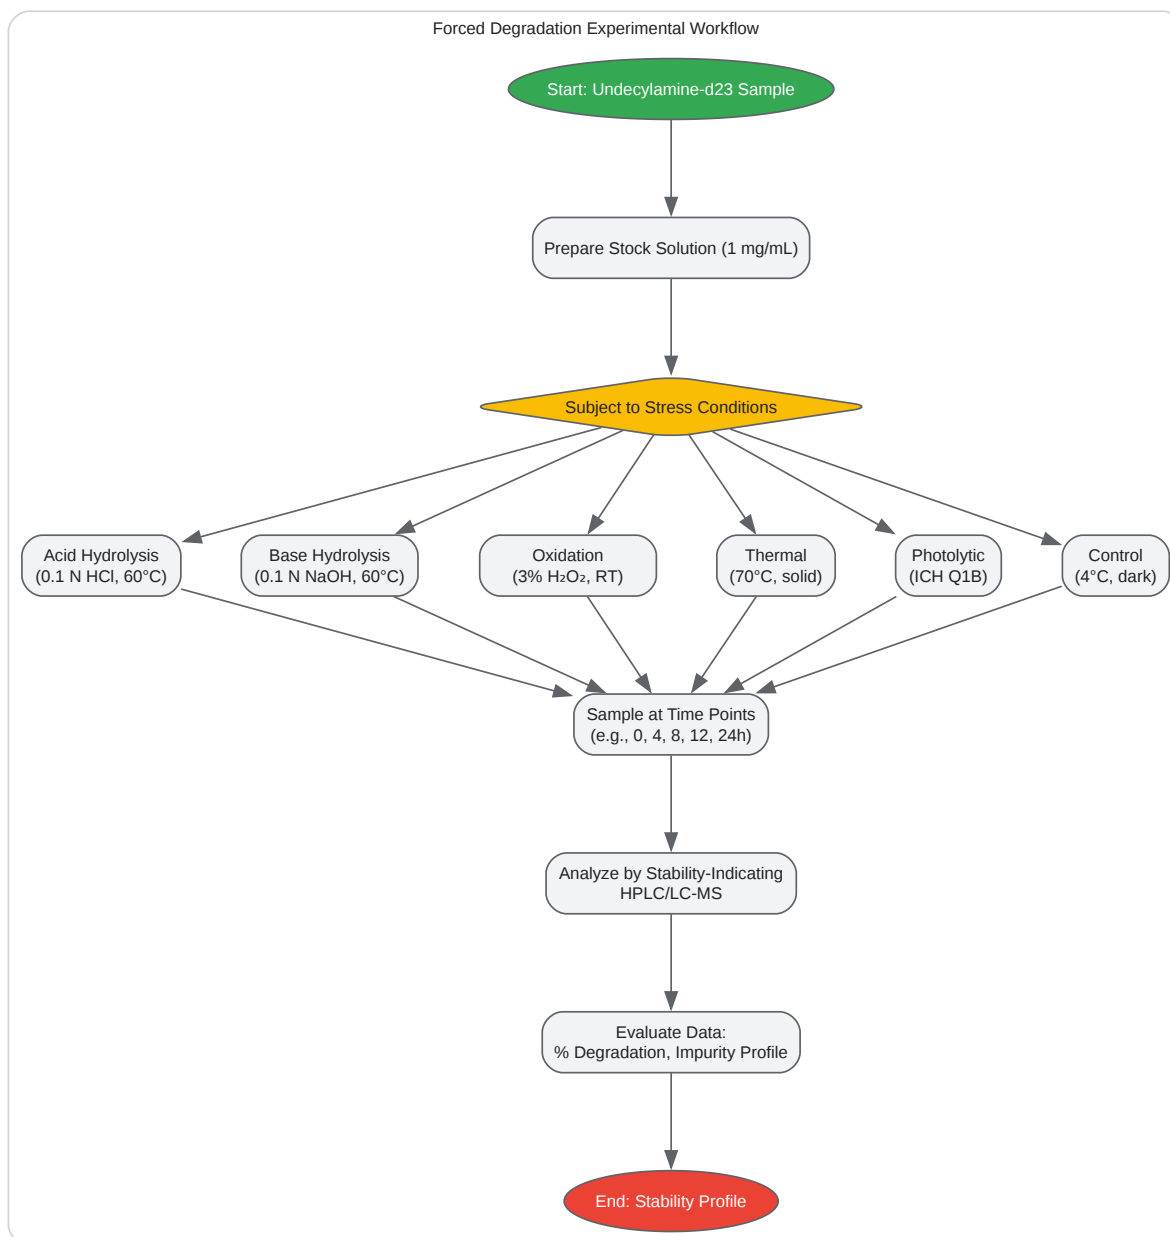 Forced Degradation Experimental Workflow
Start: Undecylamine-d23 Sample
Prepare Stock Solution (1 mg/mL)
Subject to Stress Conditions
Acid Hydrolysis
(0.1 N HCl, 60°C)
Base Hydrolysis
(0.1 N NaOH, 60°C)
Oxidation
(3% H₂O₂, RT)
Thermal
(70°C, solid)
Photolytic
(ICH Q1B)
Control
(4°C, dark)
Sample at Time Points
(e.g., 0, 4, 8, 12, 24h)
Analyze by Stability-Indicating
HPLC/LC-MS
Evaluate Data:
% Degradation, Impurity Profile
End: Stability Profile